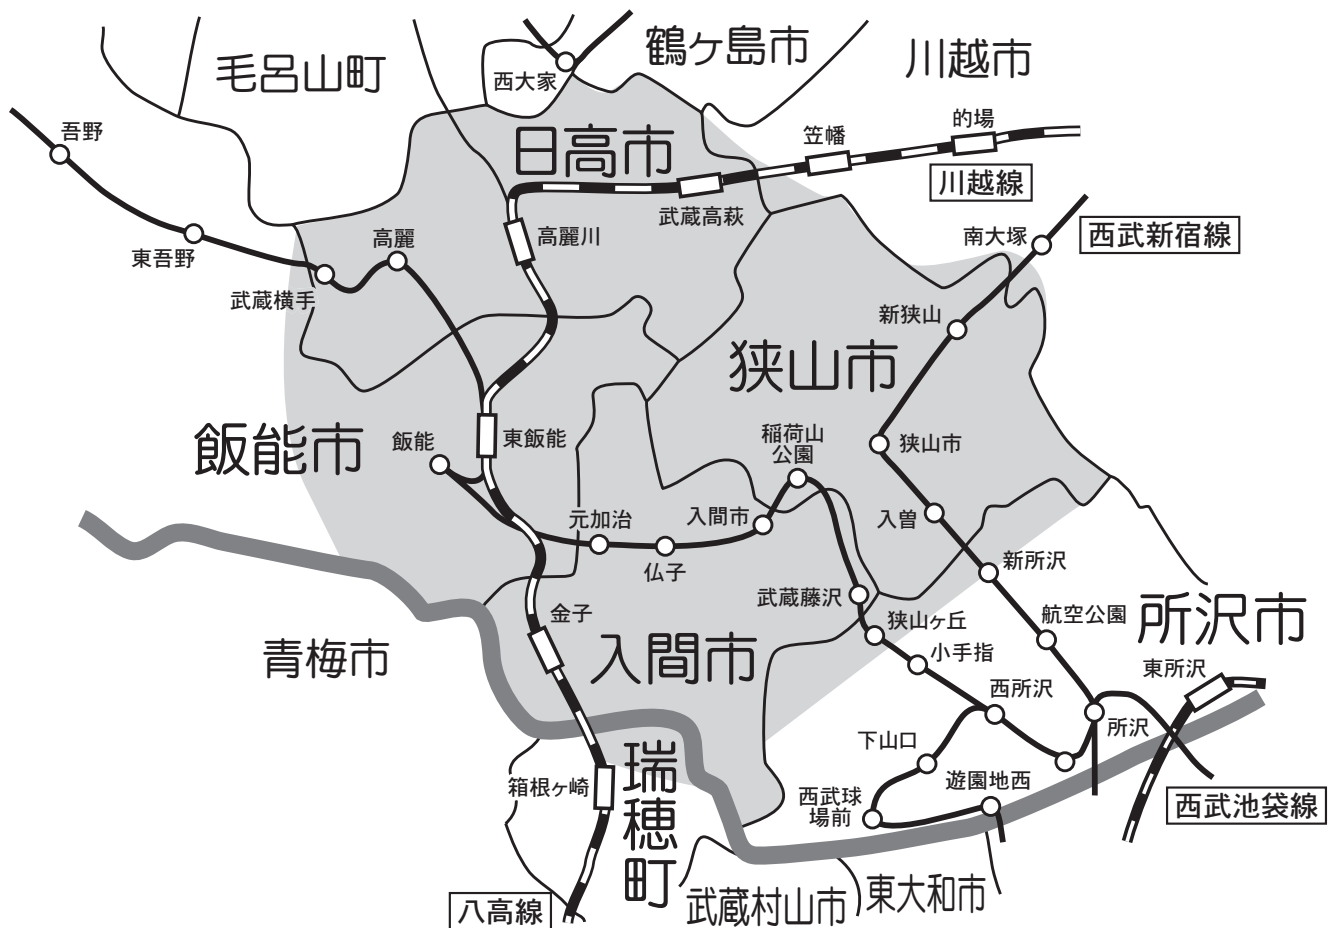 鶴ヶ島市
川越市
毛呂山町
西大家
吾野
日高市
笠幡
的場
川越線
武蔵高萩
東吾野
高麗
高麗川
南大塚
西武新宿線
武蔵横手
新狭山
狭山市
飯能市
飯能
東飯能
稲荷山
公園
狭山市
元加治
入間市
入曽
仏子
新所沢
武蔵藤沢
金子
狭山ヶ丘
航空公園
所沢市
青梅市
入間市
小手指
東所沢
西所沢
所沢
下山口
瑞穂町
箱根ヶ崎
西武球
場前
遊園地西
西武池袋線
武蔵村山市
東大和市
八高線